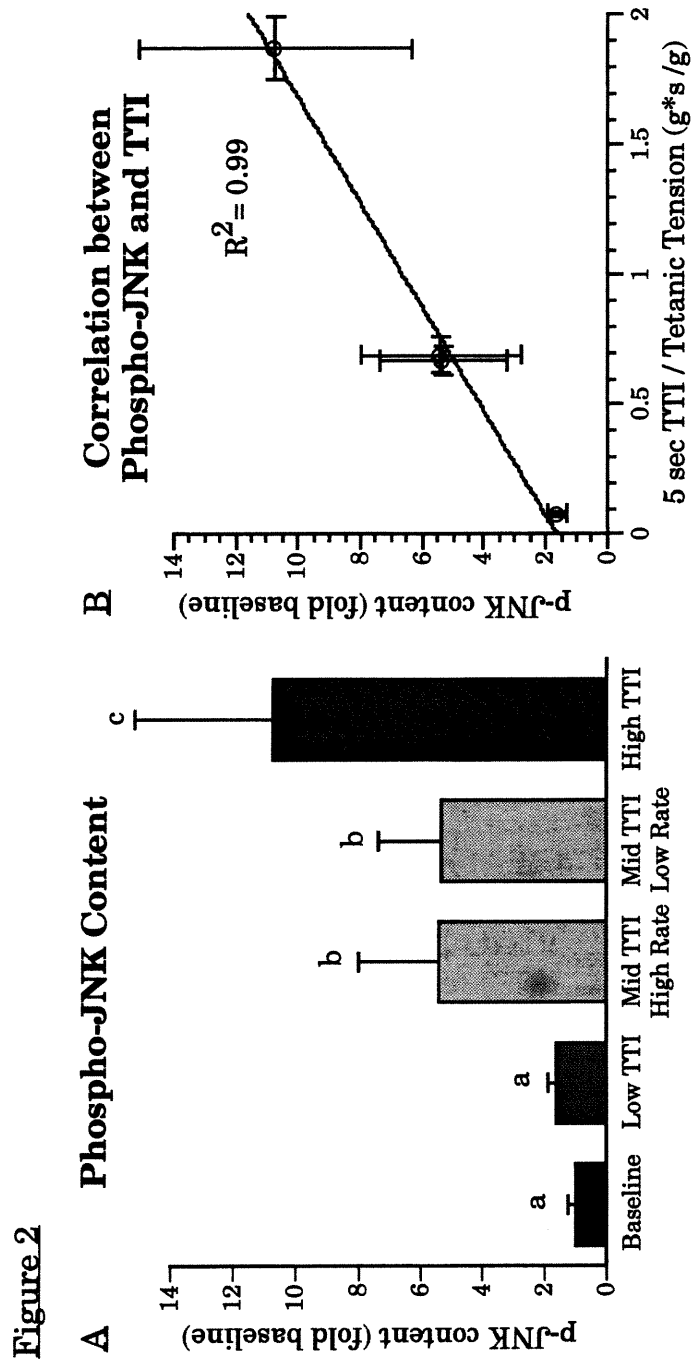 Figure 2
A
Phospho-JNK Content
p-JNK content (fold baseline)
14
12
10
8
6
4
2
0
a
a
b
b
c
Baseline
Low TTI
Mid TTI
High Rate
Mid TTI
Low Rate
High TTI
B
Correlation between
Phospho-JNK and TTI
R2 = 0.99
p-JNK content (fold baseline)
14
12
10
8
6
4
2
0
0
0.5
1
1.5
2
5 sec TTI / Tetanic Tension (g*s /g)